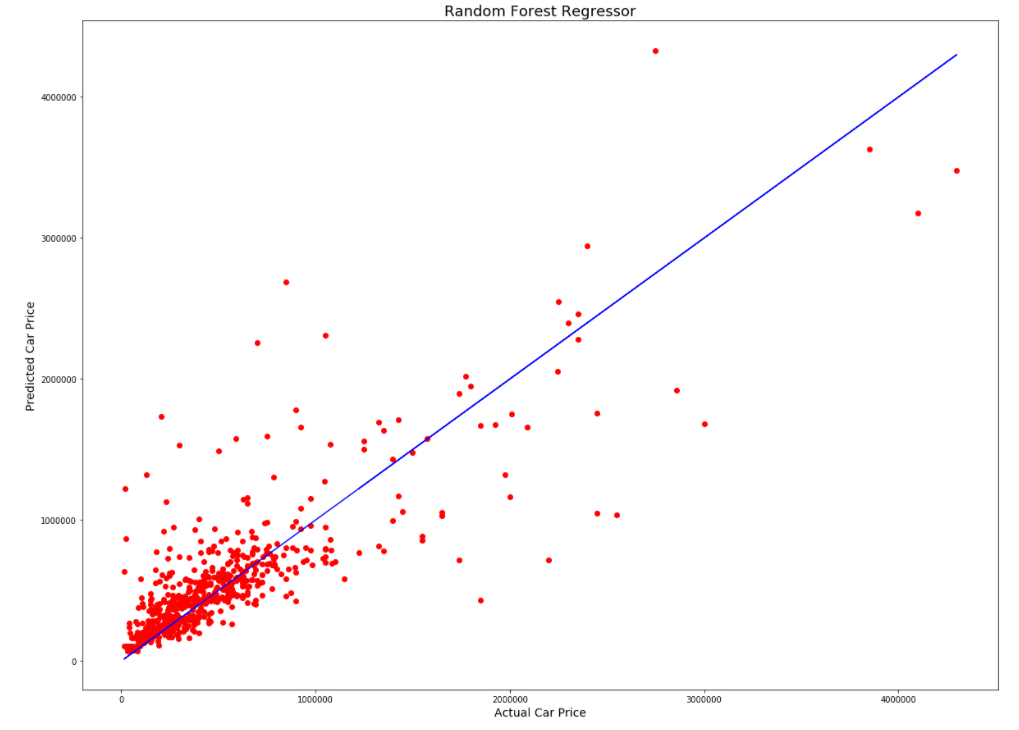 Random Forest Regressor
4000000
3000000
2000000
1000000
0
Predicted Car Price
0 1000000 2000000 3000000 4000000
Actual Car Price